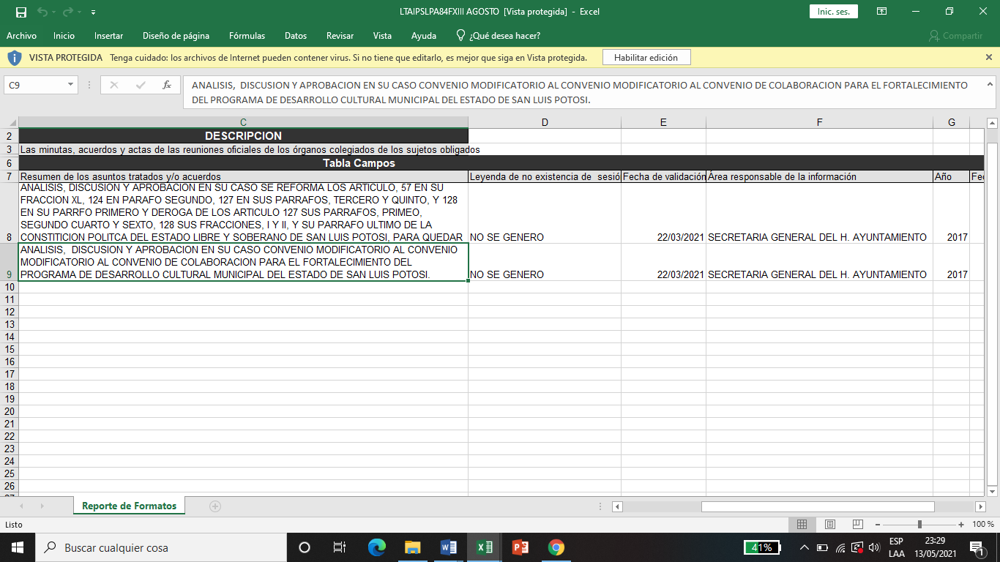 LTAIPSLPA84FXIII AGOSTO [Vista protegida] - Excel
Inic. ses.
Archivo Inicio Insertar Diseño de página Fórmulas Datos Revisar Vista Ayuda ¿Qué desea hacer? Compartir
VISTA PROTEGIDA Tenga cuidado: los archivos de Internet pueden contener virus. Si no tiene que editarlo, es mejor que siga en Vista protegida. Habilitar edición
C9
fx
ANALISIS,  DISCUSION Y APROBACION EN SU CASO CONVENIO MODIFICATORIO AL CONVENIO MODIFICATORIO AL CONVENIO DE COLABORACION PARA EL FORTALECIMIENTO
DEL PROGRAMA DE DESARROLLO CULTURAL MUNICIPAL DEL ESTADO DE SAN LUIS POTOSI.
C D E F G
2 DESCRIPCION
3 Las minutas, acuerdos y actas de las reuniones oficiales de los órganos colegiados de los sujetos obligados
6 Tabla Campos
7 Resumen de los asuntos tratados y/o acuerdos Leyenda de no existencia de  sesió Fecha de validación Área responsable de la información Año Fec
ANALISIS, DISCUSION Y APROBACION EN SU CASO SE REFORMA LOS ARTICULO, 57 EN SU
FRACCION XL, 124 EN PARAFO SEGUNDO, 127 EN SUS PARRAFOS, TERCERO Y QUINTO, Y 128
EN SU PARRFO PRIMERO Y DEROGA DE LOS ARTICULO 127 SUS PARRAFOS, PRIMEO,
SEGUNDO CUARTO Y SEXTO, 128 SUS FRACCIONES, I Y II, Y SU PARRAFO ULTIMO DE LA
8 CONSTITICION POLITCA DEL ESTADO LIBRE Y SOBERANO DE SAN LUIS POTOSI, PARA QUEDAR NO SE GENERO 22/03/2021 SECRETARIA GENERAL DEL H. AYUNTAMIENTO 2017
ANALISIS,  DISCUSION Y APROBACION EN SU CASO CONVENIO MODIFICATORIO AL CONVENIO
MODIFICATORIO AL CONVENIO DE COLABORACION PARA EL FORTALECIMIENTO DEL
9 PROGRAMA DE DESARROLLO CULTURAL MUNICIPAL DEL ESTADO DE SAN LUIS POTOSI. NO SE GENERO 22/03/2021 SECRETARIA GENERAL DEL H. AYUNTAMIENTO 2017
10
11
12
13
14
15
16
17
18
19
20
21
22
23
24
25
26
Reporte de Formatos
Listo
100 %
Buscar cualquier cosa
41%
ESP
LAA
23:29
13/05/2021
1